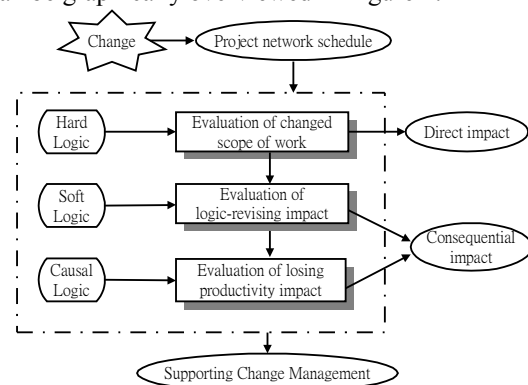 Change
Project network schedule
Hard
Logic
Evaluation of changed
scope of work
Direct impact
Soft
Logic
Evaluation of
logic-revising impact
Consequential
impact
Causal
Logic
Evaluation of losing
productivity impact
Supporting Change Management